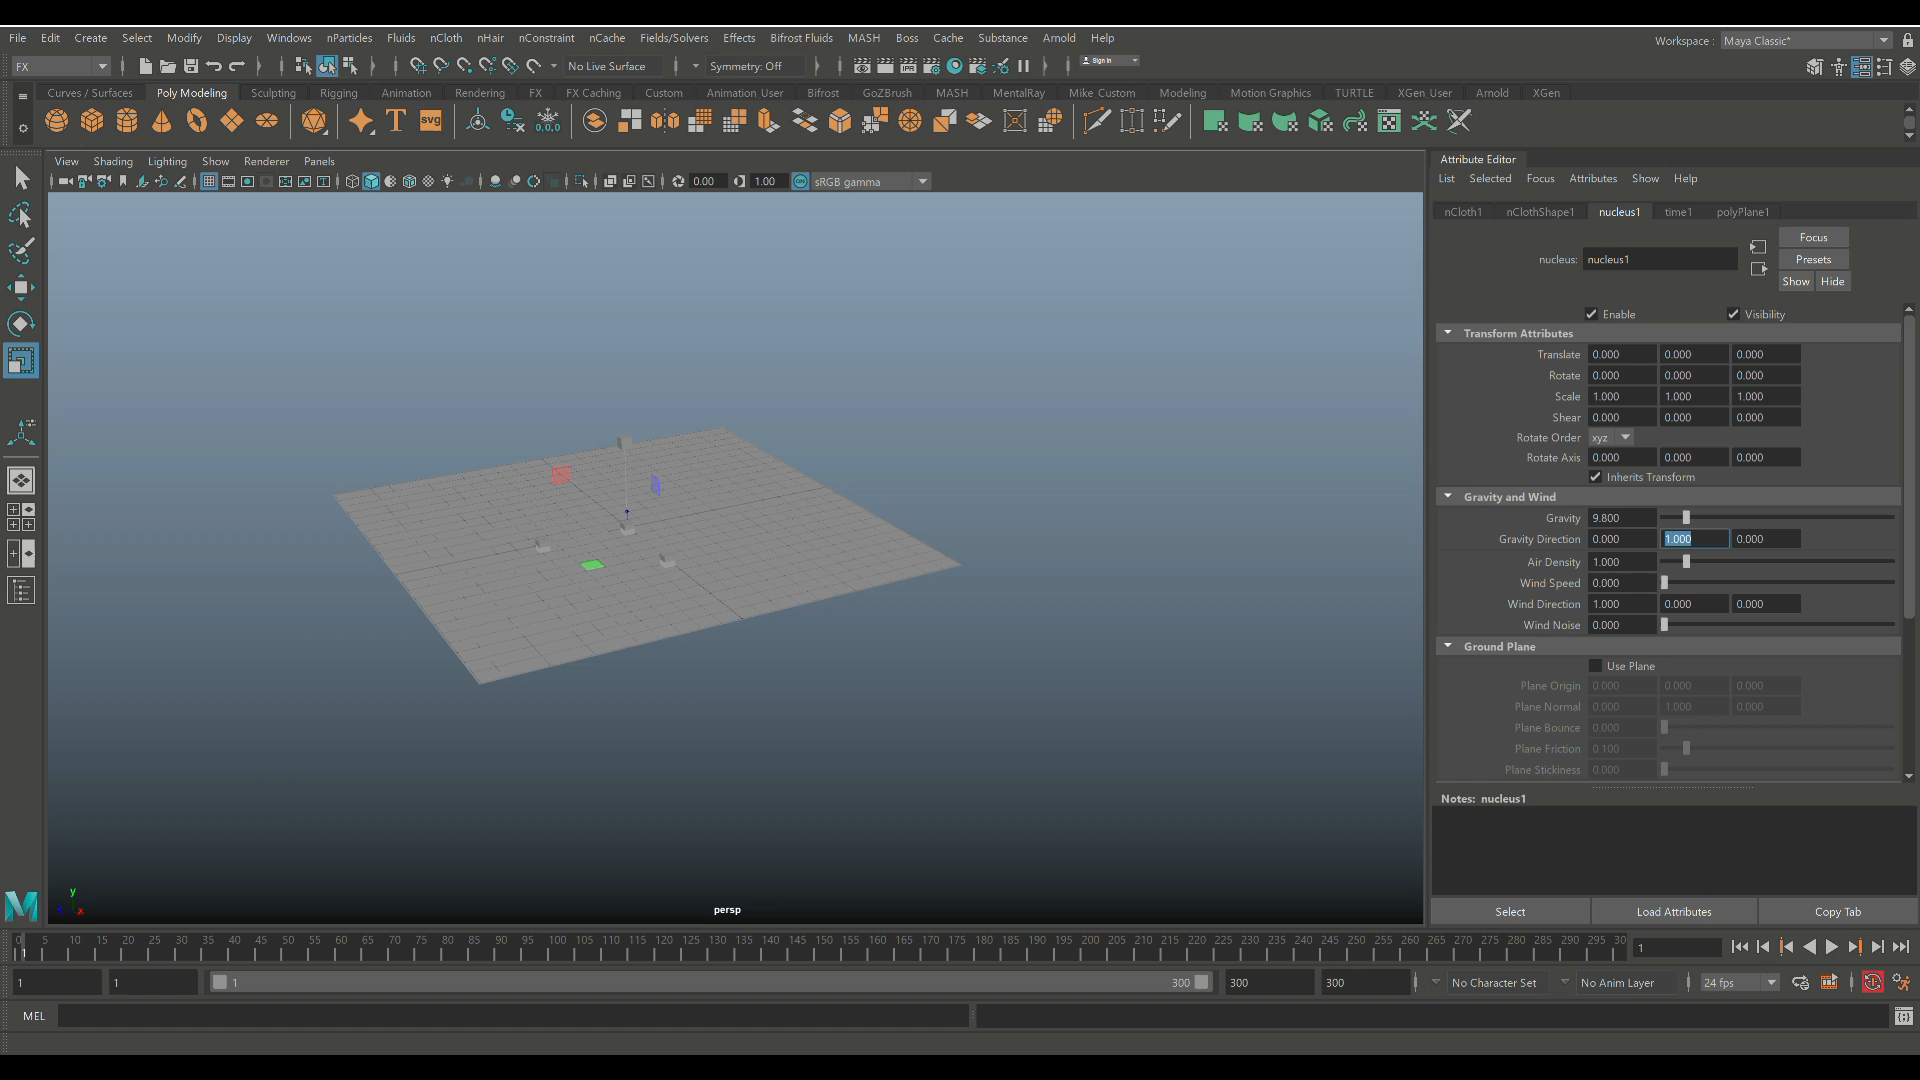 File Edit Create Select Modify Display Windows nParticles Fluids nCloth nHair nConstraint nCache Fields/Solvers Effects Bifrost Fluids MASH Boss Cache Substance Arnold Help
Workspace : Maya Classic*
FX No Live Surface Symmetry: Off Sign in
Curves / Surfaces Poly Modeling Sculpting Rigging Animation Rendering FX FX Caching Custom Animation_User Bifrost GoZBrush MASH MentalRay Mike_Custom Modeling Motion Graphics TURTLE XGen_User Arnold XGen
T SVG 0,0,0
View Shading Lighting Show Renderer Panels
0.00 1.00 ON sRGB gamma
Attribute Editor
List Selected Focus Attributes Show Help
nCloth1 nClothShape1 nucleus1 time1 polyPlane1
Focus
nucleus: nucleus1 Presets
Show Hide
Enable Visibility
Transform Attributes
Translate 0.000 0.000 0.000
Rotate 0.000 0.000 0.000
Scale 1.000 1.000 1.000
Shear 0.000 0.000 0.000
Rotate Order xyz
Rotate Axis 0.000 0.000 0.000
Inherits Transform
Gravity and Wind
Gravity 9.800
Gravity Direction 0.000 1.000 0.000
Air Density 1.000
Wind Speed 0.000
Wind Direction 1.000 0.000 0.000
Wind Noise 0.000
Ground Plane
Use Plane
Plane Origin 0.000 0.000 0.000
Plane Normal 0.000 1.000 0.000
Plane Bounce 0.000
Plane Friction 0.100
Plane Stickiness 0.000
Notes: nucleus1
y
x
persp
Select Load Attributes Copy Tab
0 5 10 15 20 25 30 35 40 45 50 55 60 65 70 75 80 85 90 95 100 105 110 115 120 125 130 135 140 145 150 155 160 165 170 175 180 185 190 195 200 205 210 215 220 225 230 235 240 245 250 255 260 265 270 275 280 285 290 295 30
1
1 1 1 300 300 300 No Character Set No Anim Layer 24 fps
MEL